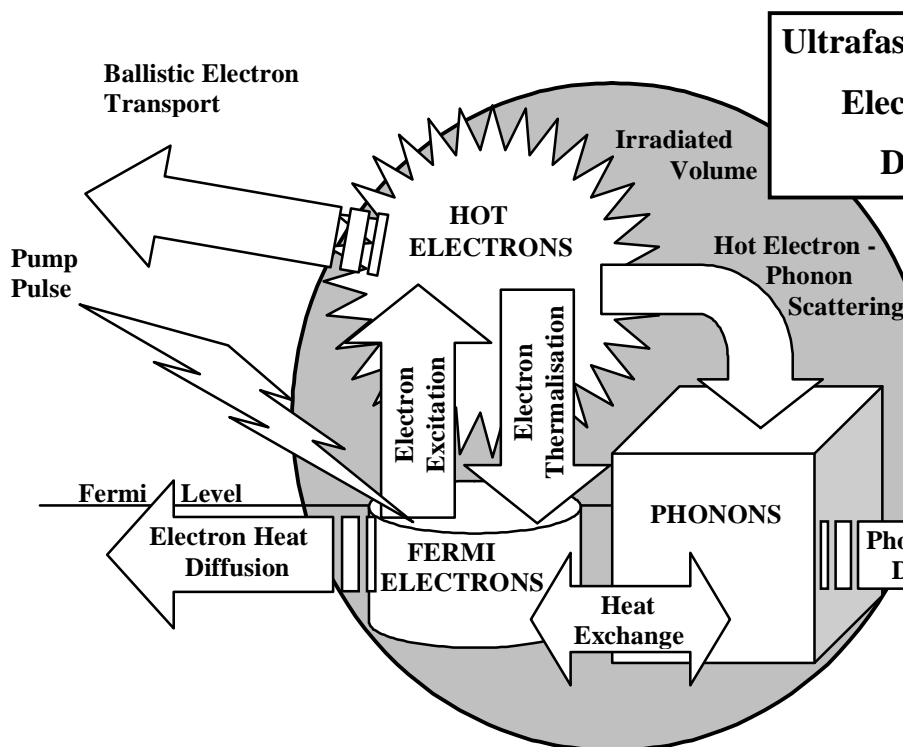 Ultrafas
Elec
D
Ballistic Electron
Transport
Irradiated
Volume
HOT
ELECTRONS
Hot Electron -
Phonon
Scattering
Pump
Pulse
Electron
Excitation
Electron
Thermalisation
Fermi Level
PHONONS
Electron Heat
Diffusion
FERMI
ELECTRONS
Pho
D
Heat
Exchange